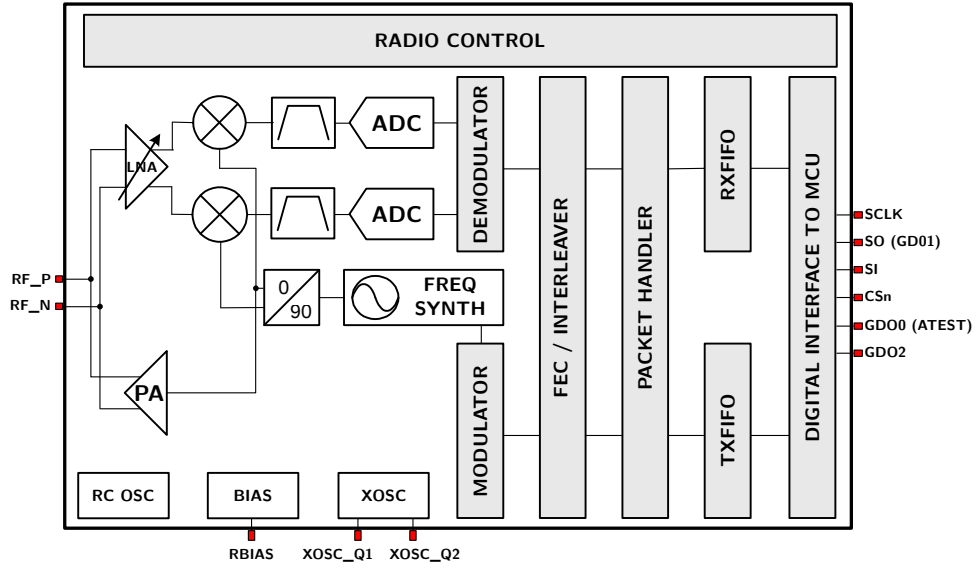 RADIO CONTROL
LNA
ADC
ADC
DEMODULATOR
FEC / INTERLEAVER
PACKET HANDLER
RXFIFO
DIGITAL INTERFACE TO MCU
SCLK
SO (GD01)
SI
CSn
GDO0 (ATEST)
GDO2
RF_P
RF_N
0
90
FREQ
SYNTH
PA
MODULATOR
TXFIFO
RC OSC
BIAS
XOSC
RBIAS
XOSC_Q1
XOSC_Q2